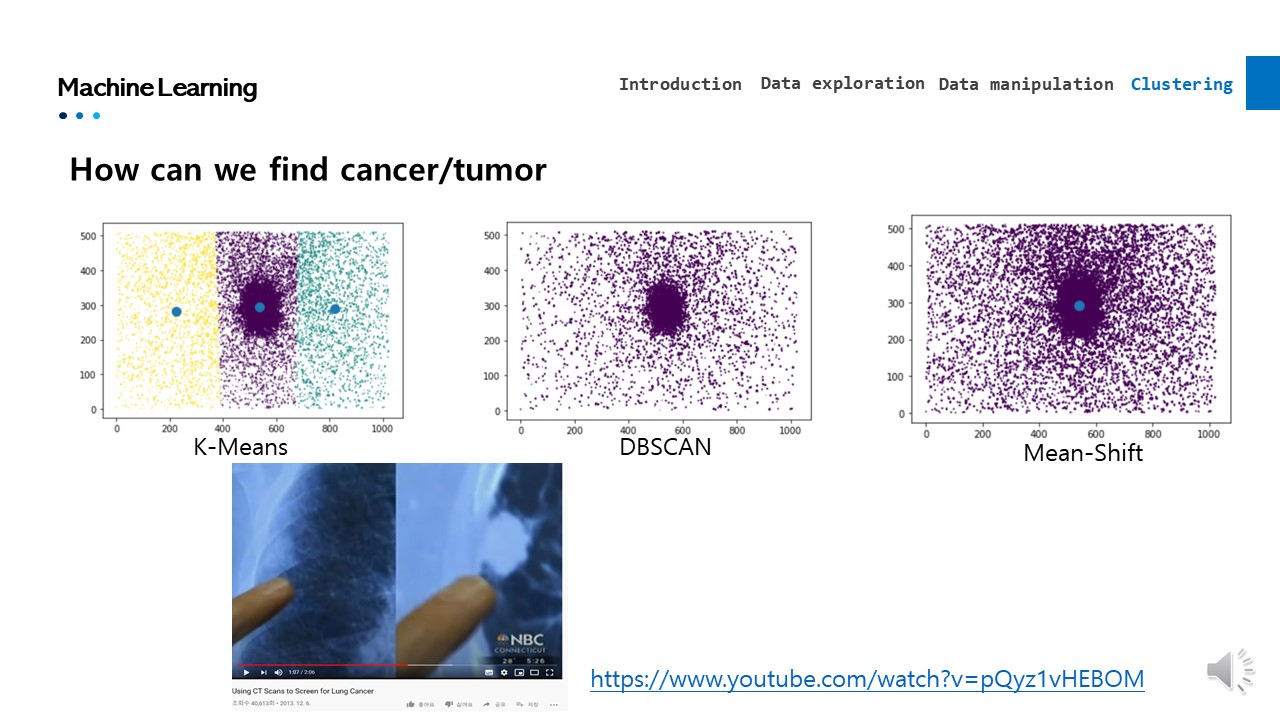 Machine Learning
Introduction Data exploration Data manipulation Clustering
How can we find cancer/tumor
500
400
300
200
100
0
0 200 400 600 800 1000
K-Means
500
400
300
200
100
0
0 200 400 600 800 1000
DBSCAN
500
400
300
200
100
0
0 200 400 600 800 1000
Mean-Shift
NBC
CONNECTICUT
28° 5:26
1:07 / 2:06
Using CT Scans to Screen for Lung Cancer
조회수 40,613회 • 2013. 12. 6.
좋아요 싫어요 공유 저장
https://www.youtube.com/watch?v=pQyz1vHEBOM